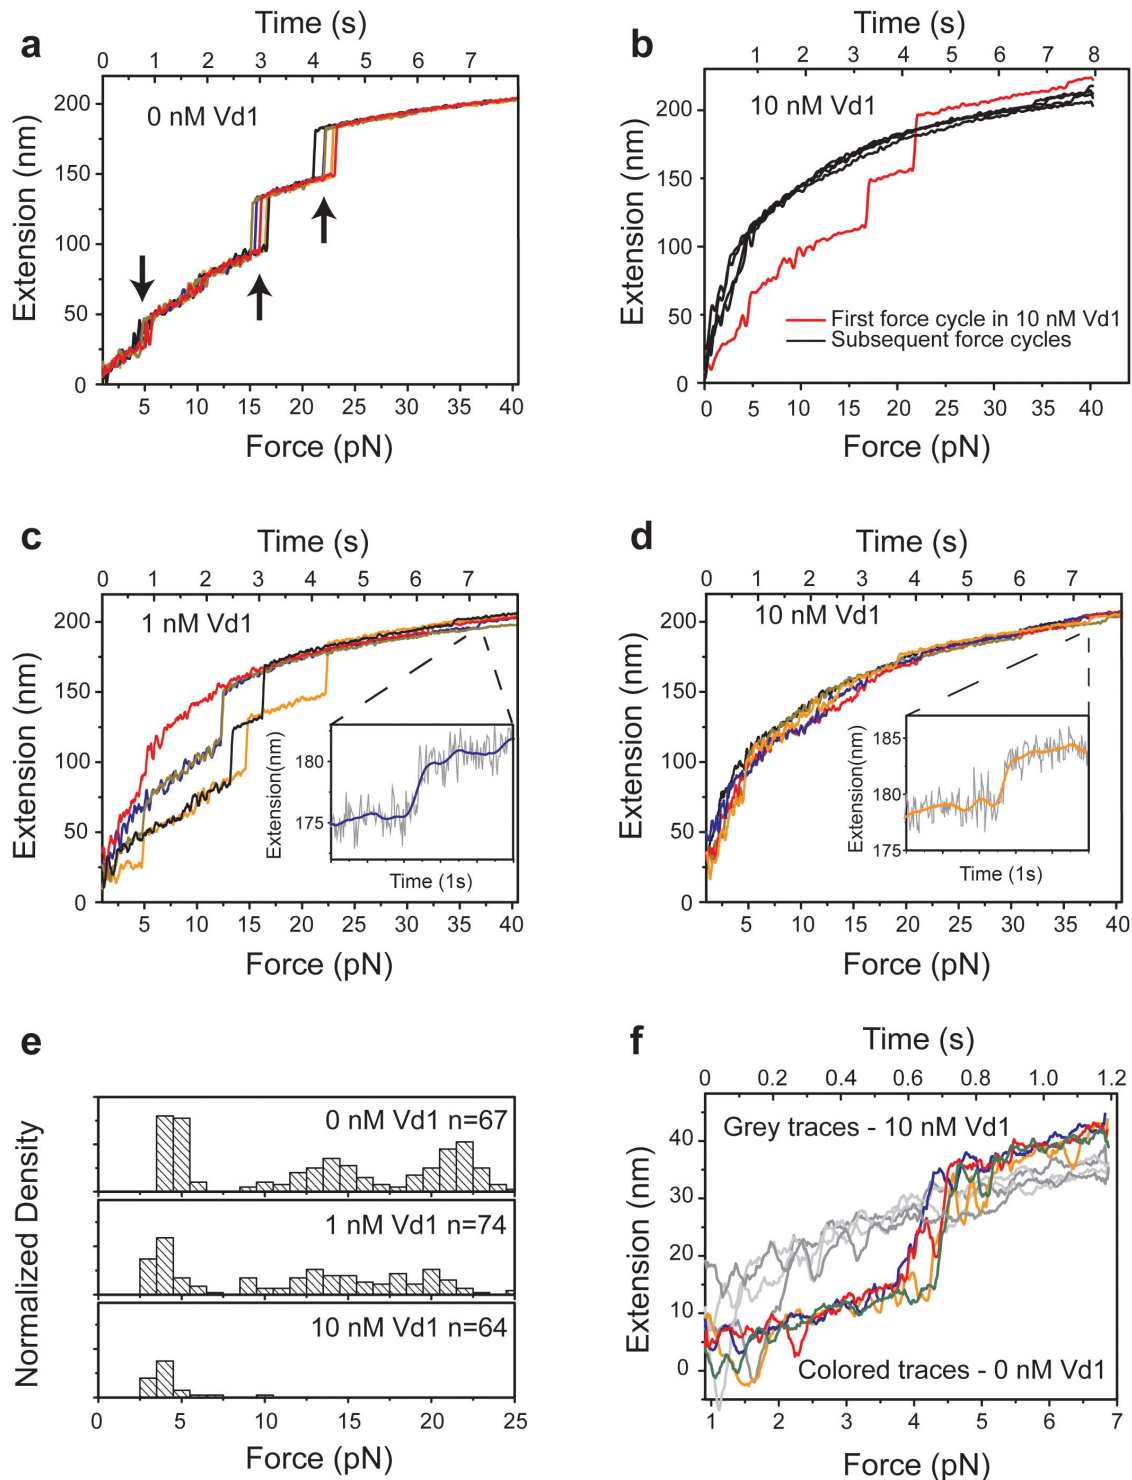 a
Time (s)
0 1 2 3 4 5 6 7
0 nM Vd1
Extension (nm)
200
150
100
50
0
5 10 15 20 25 30 35 40
Force (pN)
b
Time (s)
1 2 3 4 5 6 7 8
10 nM Vd1
Extension (nm)
200
100
0
First force cycle in 10 nM Vd1
Subsequent force cycles
0 5 10 15 20 25 30 35 40
Force (pN)
c
Time (s)
0 1 2 3 4 5 6 7
1 nM Vd1
Extension (nm)
200
150
100
50
0
Extension(nm)
180
175
Time (1s)
5 10 15 20 25 30 35 40
Force (pN)
d
Time (s)
0 1 2 3 4 5 6 7
10 nM Vd1
Extension (nm)
200
150
100
50
0
Extension(nm)
185
180
175
Time (1s)
5 10 15 20 25 30 35 40
Force (pN)
e
Normalized Density
0 nM Vd1 n=67
1 nM Vd1 n=74
10 nM Vd1 n=64
0 5 10 15 20 25
Force (pN)
f
Time (s)
0 0.2 0.4 0.6 0.8 1.0 1.2
Grey traces - 10 nM Vd1
Extension (nm)
40
30
20
10
0
Colored traces - 0 nM Vd1
1 2 3 4 5 6 7
Force (pN)